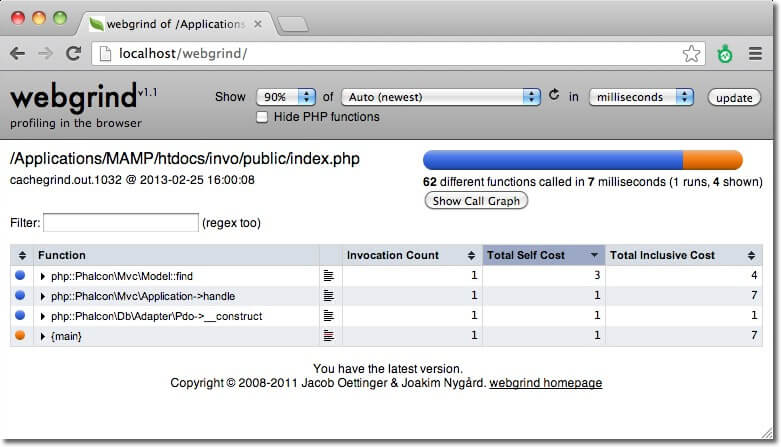 webgrind of /Applications
localhost/webgrind/
webgrind v1.1
profiling in the browser
Show 90% of Auto (newest) in milliseconds update
Hide PHP functions
/Applications/MAMP/htdocs/invo/public/index.php
cachegrind.out.1032 @ 2013-02-25 16:00:08
62 different functions called in 7 milliseconds (1 runs, 4 shown)
Show Call Graph
Filter: (regex too)
Function Invocation Count Total Self Cost Total Inclusive Cost
php::Phalcon\Mvc\Model::find 1 3 4
php::Phalcon\Mvc\Application->handle 1 1 7
php::Phalcon\Db\Adapter\Pdo->__construct 1 1 1
{main} 1 1 7
You have the latest version.
Copyright © 2008-2011 Jacob Oettinger & Joakim Nygård. webgrind homepage